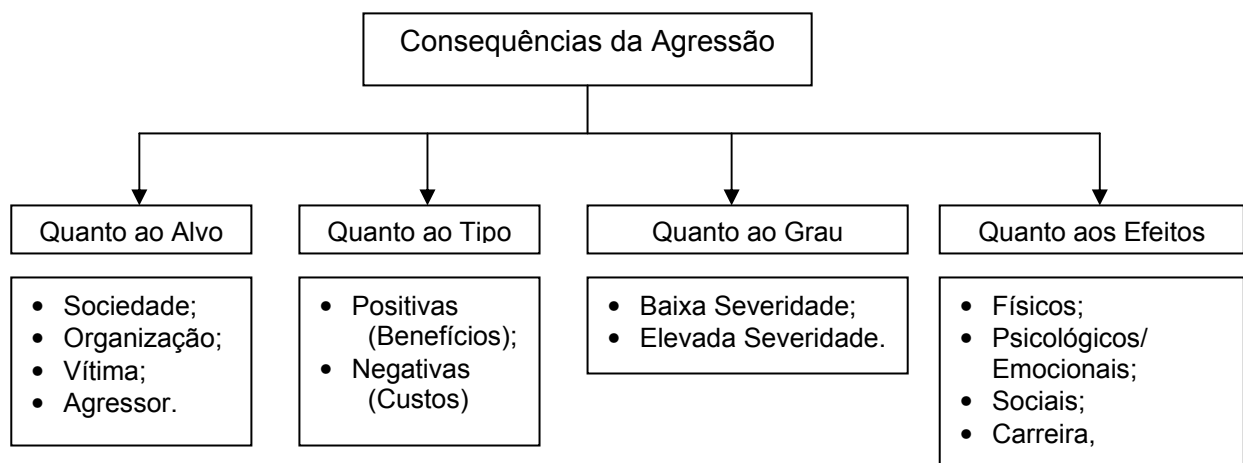 Consequências da Agressão
Quanto ao Alvo
Quanto ao Tipo
Quanto ao Grau
Quanto aos Efeitos
• Sociedade;
• Organização;
• Vítima;
• Agressor.
• Positivas
(Benefícios);
• Negativas
(Custos)
• Baixa Severidade;
• Elevada Severidade.
• Físicos;
• Psicológicos/
Emocionais;
• Sociais;
• Carreira,